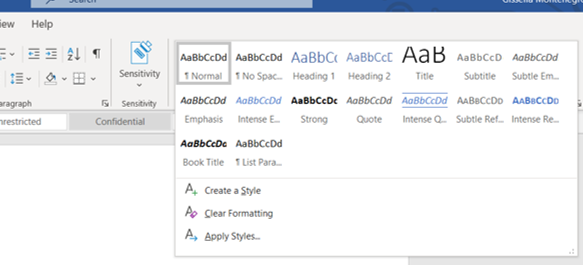 Search
Gissella Montenegro
iew Help
AaBbCcDd AaBbCcDd AaBbCc AaBbCcD AaB AaBbCcD AaBbCcDd
¶ Normal ¶ No Spac... Heading 1 Heading 2 Title Subtitle Subtle Em...
Sensitivity
AaBbCcDd AaBbCcDd AaBbCcDc AaBbCcDd AaBbCcDd AaBbCcDd AaBbCcDd
Emphasis Intense E... Strong Quote Intense Q... Subtle Ref... Intense Re...
aragraph Sensitivity
nrestricted Confidential
AaBbCcDd AaBbCcDd
Book Title ¶ List Para...
Create a Style
Clear Formatting
Apply Styles...